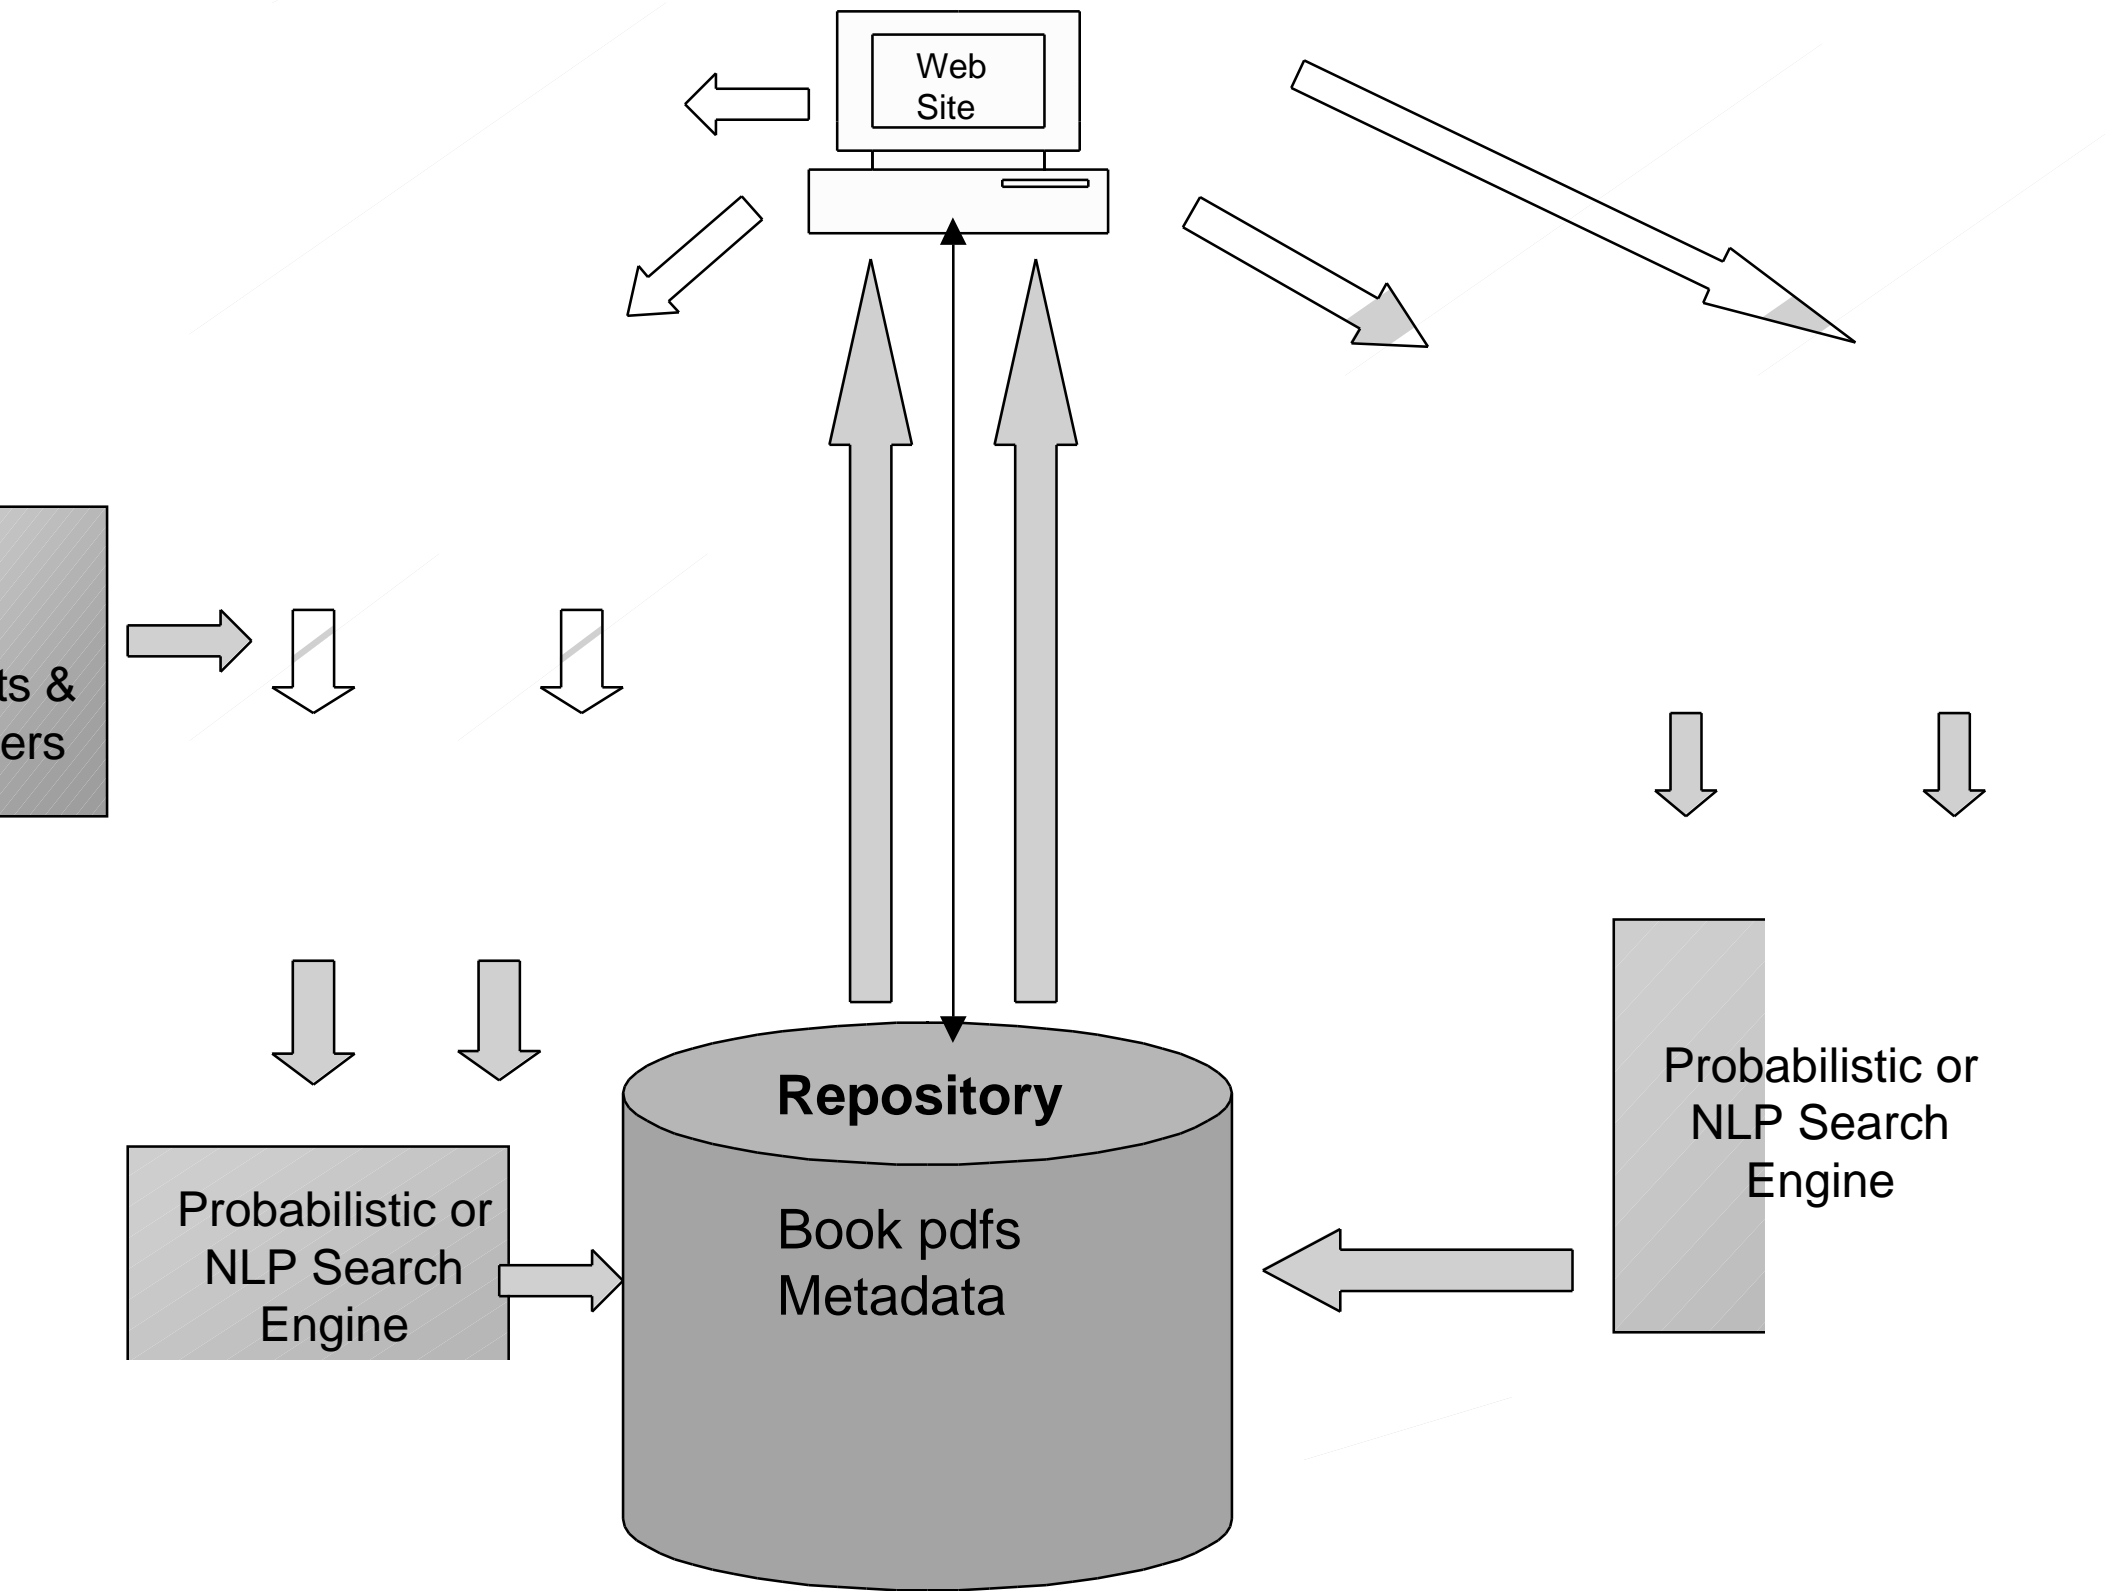 Web
Site
ts &
ers
Repository
Book pdfs
Metadata
Probabilistic or
NLP Search
Engine
Probabilistic or
NLP Search
Engine